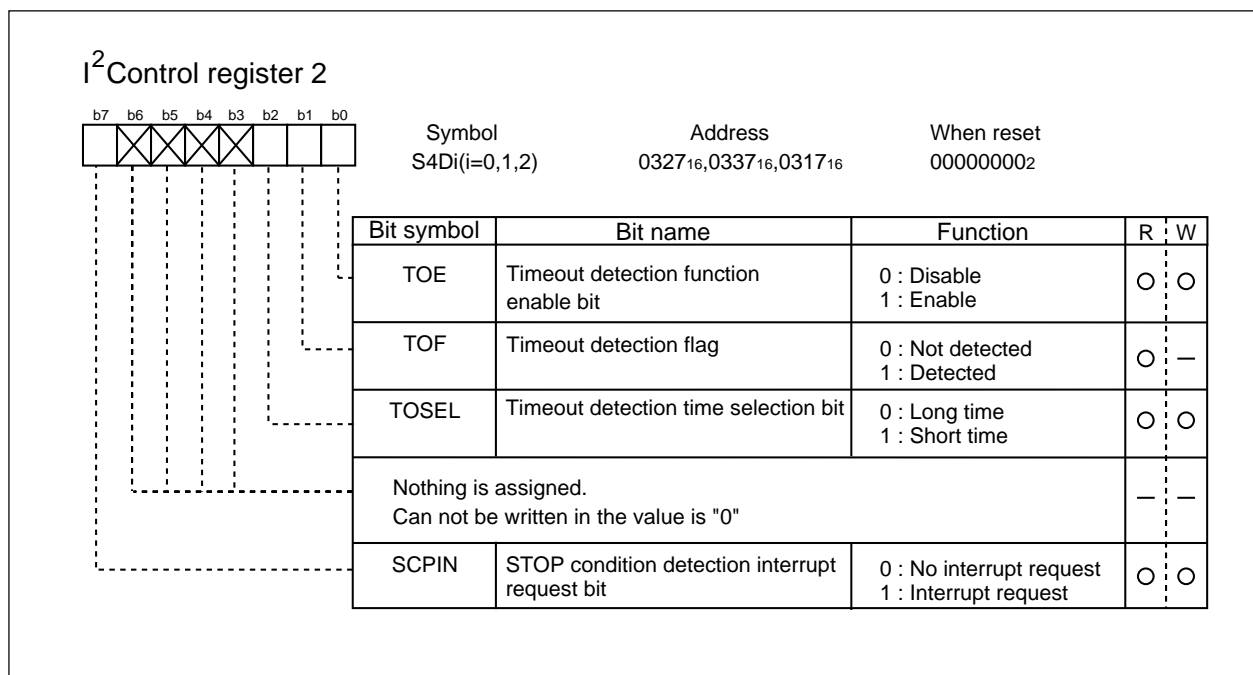 I²Control register 2
b7 b6 b5 b4 b3 b2 b1 b0
Symbol Address When reset
S4Di(i=0,1,2) 0327₁₆,0337₁₆,0317₁₆ 00000000₂
Bit symbol Bit name Function R W
TOE Timeout detection function enable bit 0 : Disable
1 : Enable
TOF Timeout detection flag 0 : Not detected
1 : Detected
TOSEL Timeout detection time selection bit 0 : Long time
1 : Short time
Nothing is assigned.
Can not be written in the value is "0"
SCPIN STOP condition detection interrupt request bit 0 : No interrupt request
1 : Interrupt request